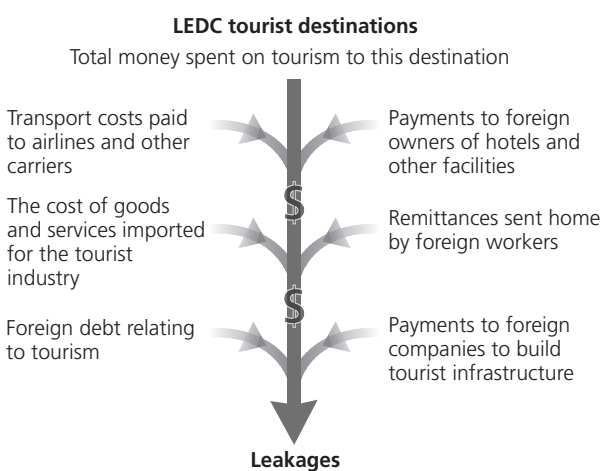 LEDC tourist destinations
Total money spent on tourism to this destination
Transport costs paid
to airlines and other
carriers
Payments to foreign
owners of hotels and
other facilities
$
The cost of goods
and services imported
for the tourist
industry
Remittances sent home
by foreign workers
$
Foreign debt relating
to tourism
Payments to foreign
companies to build
tourist infrastructure
Leakages